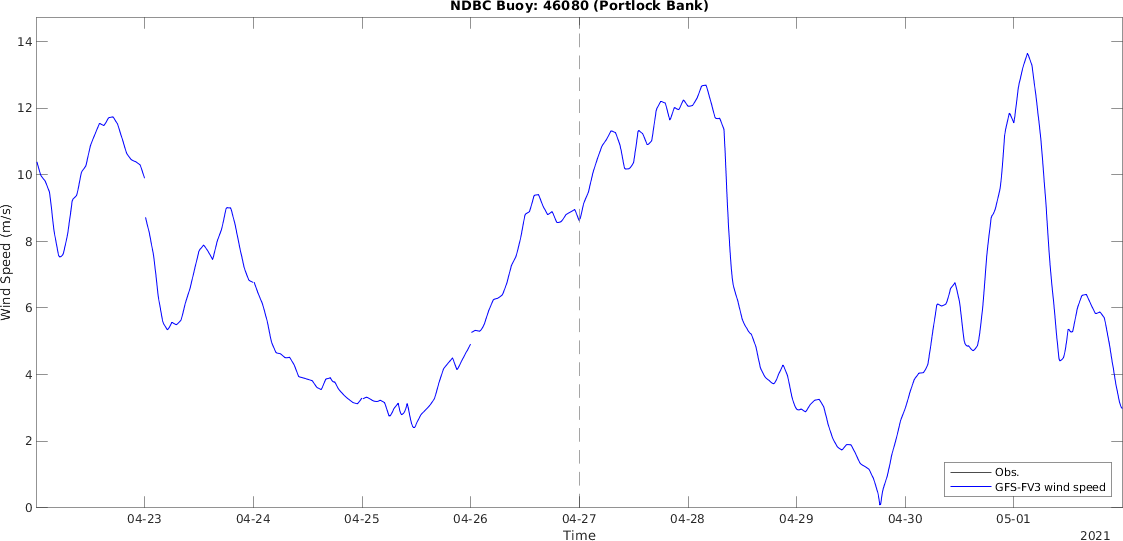 NDBC Buoy: 46080 (Portlock Bank)
14
12
10
8
6
4
2
0
Wind Speed (m/s)
04-23 04-24 04-25 04-26 04-27 04-28 04-29 04-30 05-01
Time
2021
Obs.
GFS-FV3 wind speed